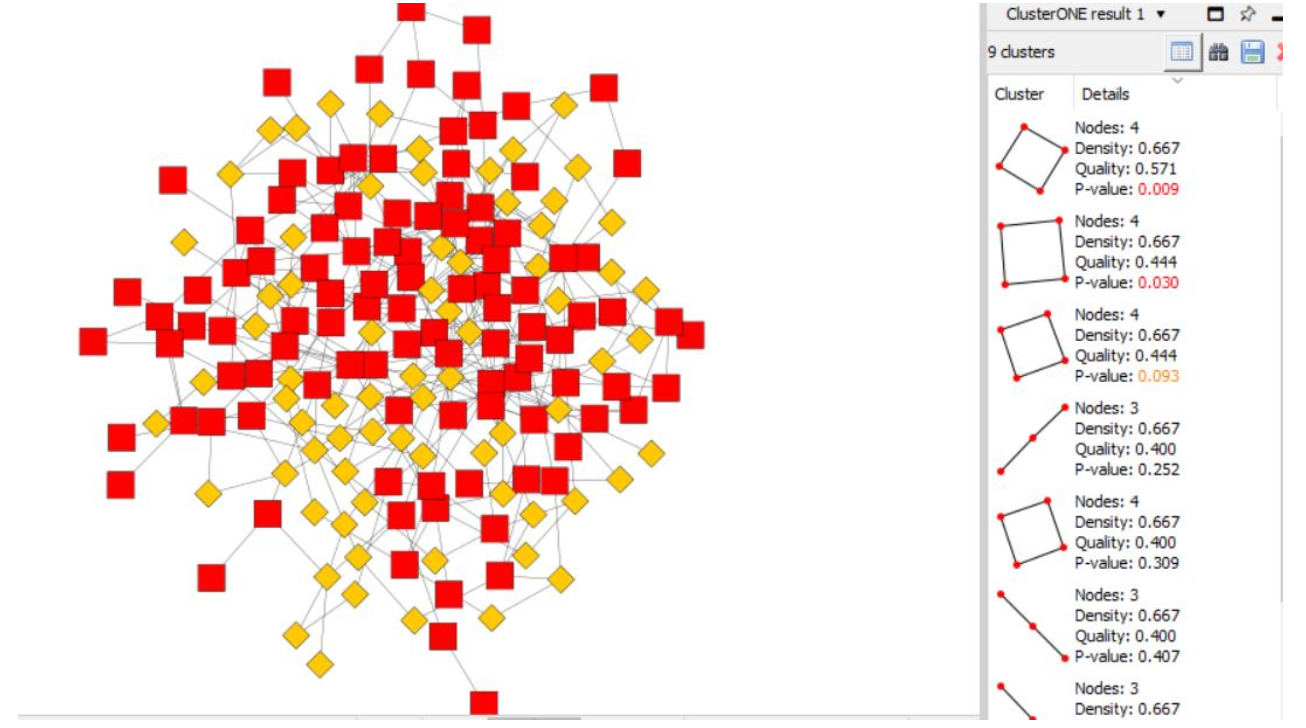 ClusterONE result 1
9 clusters
Cluster Details
Nodes: 4
Density: 0.667
Quality: 0.571
P-value: 0.009
Nodes: 4
Density: 0.667
Quality: 0.444
P-value: 0.030
Nodes: 4
Density: 0.667
Quality: 0.444
P-value: 0.093
Nodes: 3
Density: 0.667
Quality: 0.400
P-value: 0.252
Nodes: 4
Density: 0.667
Quality: 0.400
P-value: 0.309
Nodes: 3
Density: 0.667
Quality: 0.400
P-value: 0.407
Nodes: 3
Density: 0.667